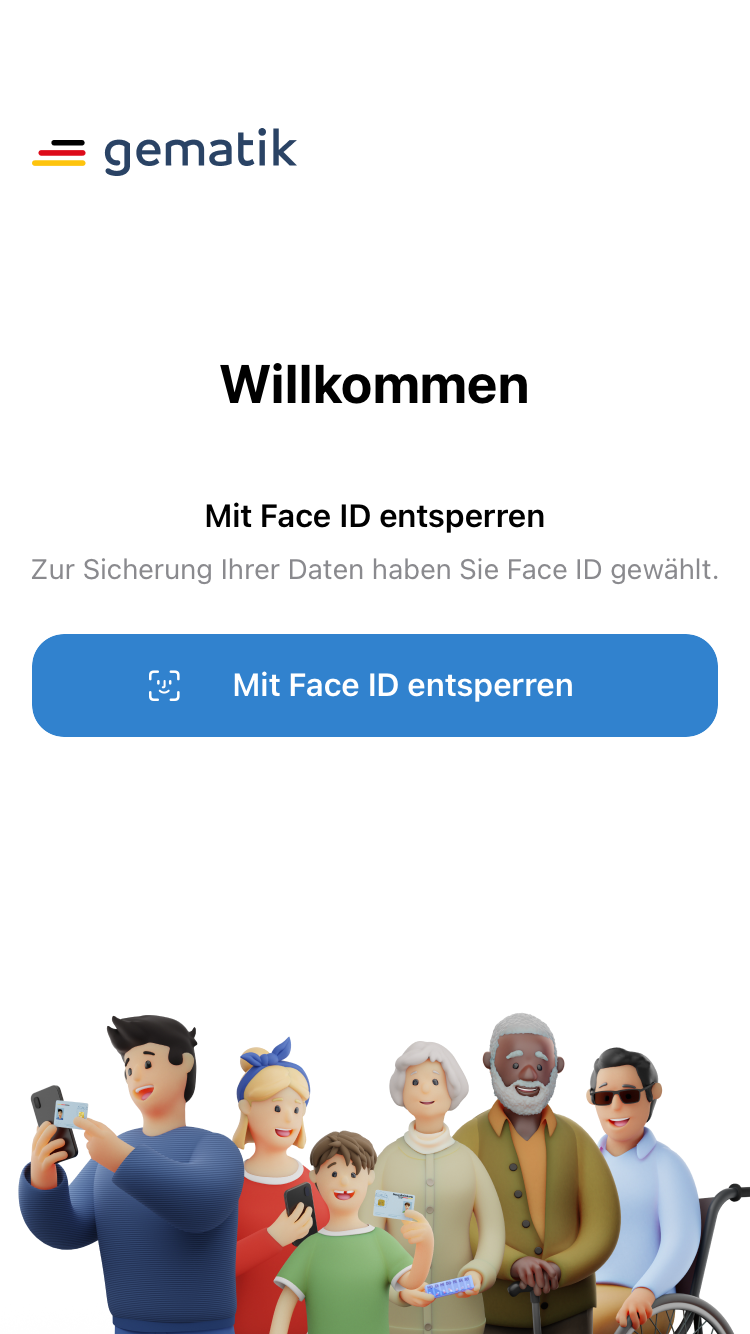 gematik
Willkommen
Mit Face ID entsperren
Zur Sicherung Ihrer Daten haben Sie Face ID gewählt.
Mit Face ID entsperren